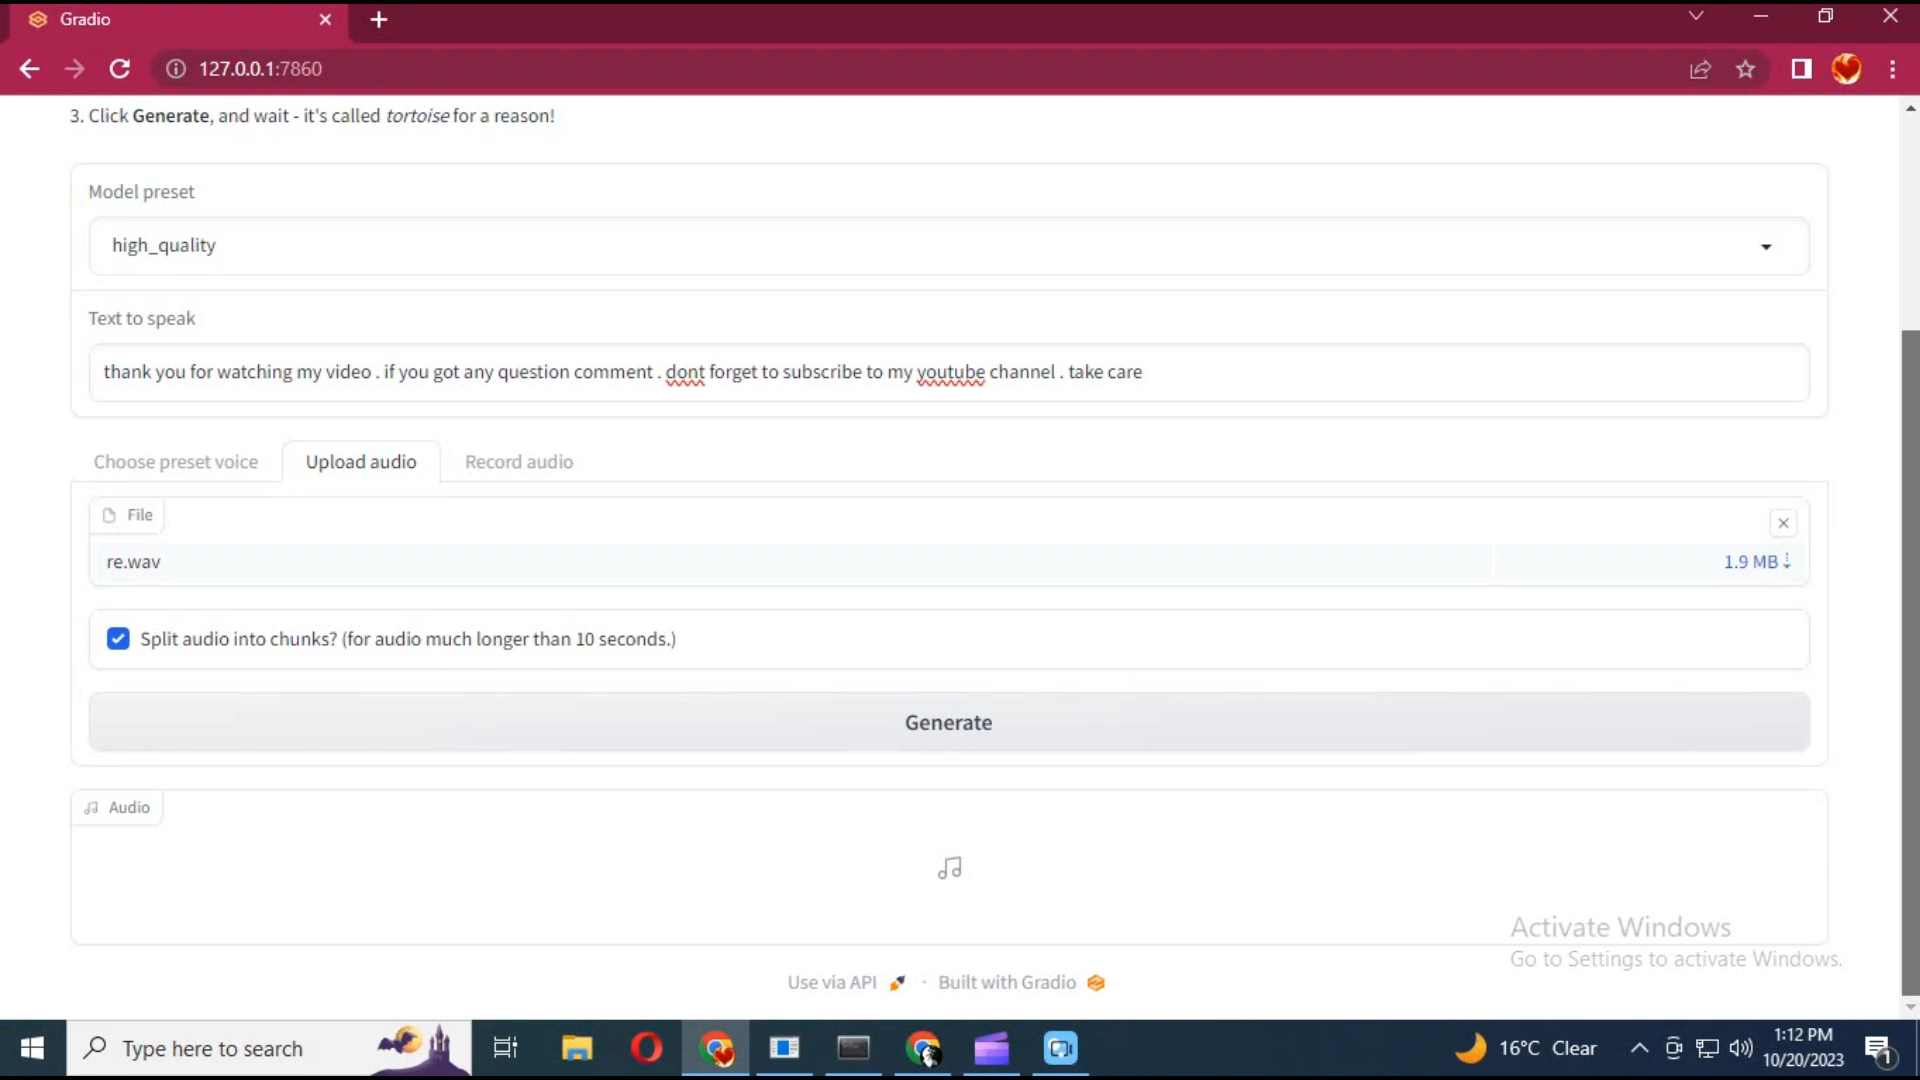 Gradio
127.0.0.1:7860
3. Click Generate, and wait - it's called tortoise for a reason!
Model preset
high_quality
Text to speak
thank you for watching my video . if you got any question comment . dont forget to subscribe to my youtube channel . take care
Choose preset voice
Upload audio
Record audio
File
re.wav
1.9 MB
Split audio into chunks? (for audio much longer than 10 seconds.)
Generate
Audio
Activate Windows
Go to Settings to activate Windows.
Use via API · Built with Gradio
Type here to search
16°C Clear
1:12 PM
10/20/2023
1